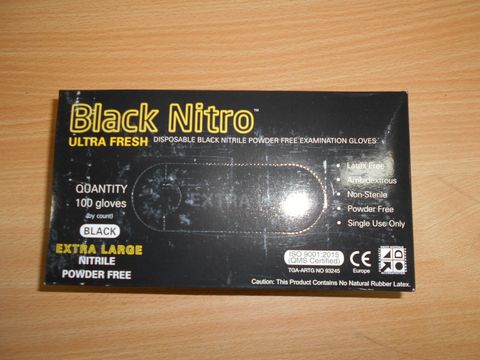 Black Nitro™
ULTRA FRESH DISPOSABLE BLACK NITRILE POWDER FREE EXAMINATION GLOVES
• Latex Free
• Ambidextrous
• Non-Sterile
• Powder Free
• Single Use Only
QUANTITY
100 gloves
(by count)
BLACK
EXTRA LARGE
EXTRA LARGE
NITRILE
POWDER FREE
ISO 9001:2015
(QMS Certified)
TGA-ARTG NO 93245
CE
Europe
Caution: This Product Contains No Natural Rubber Latex.